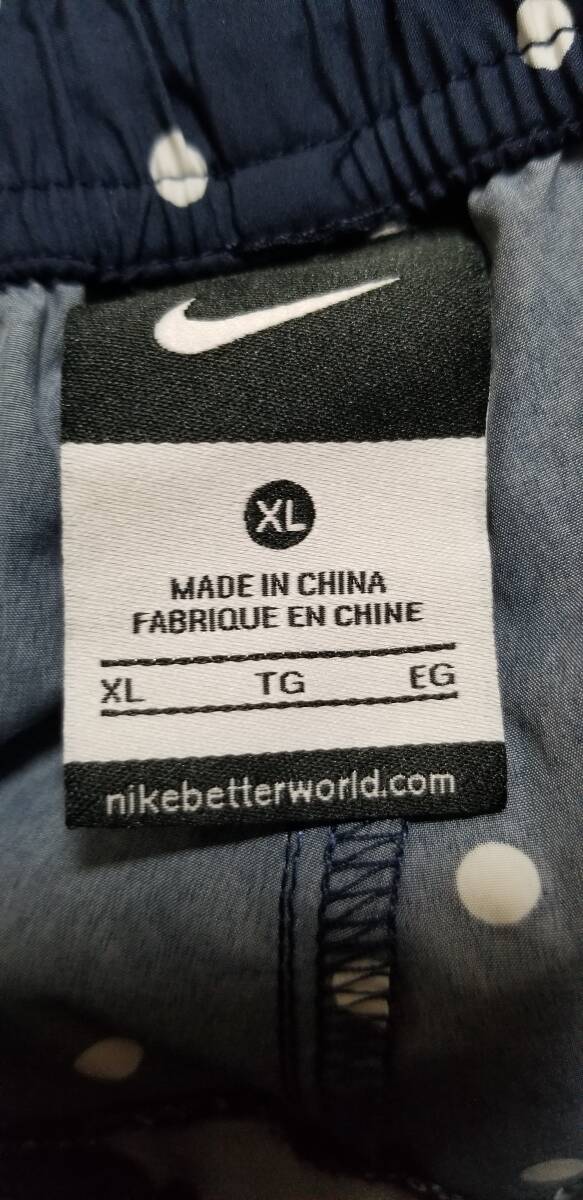 XL
MADE IN CHINA
FABRIQUE EN CHINE
XL TG EG
nikebetterworld.com